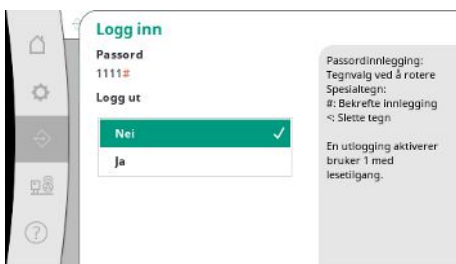 Logg inn
Passord
1111#
Logg ut
Nei
Ja
Passordinnlegging:
Tegnvalg ved å rotere
Spesialtegn:
#: Bekrefte innlegging
<: Slette tegn
En utlogging aktiverer
bruker 1 med
lesetilgang.